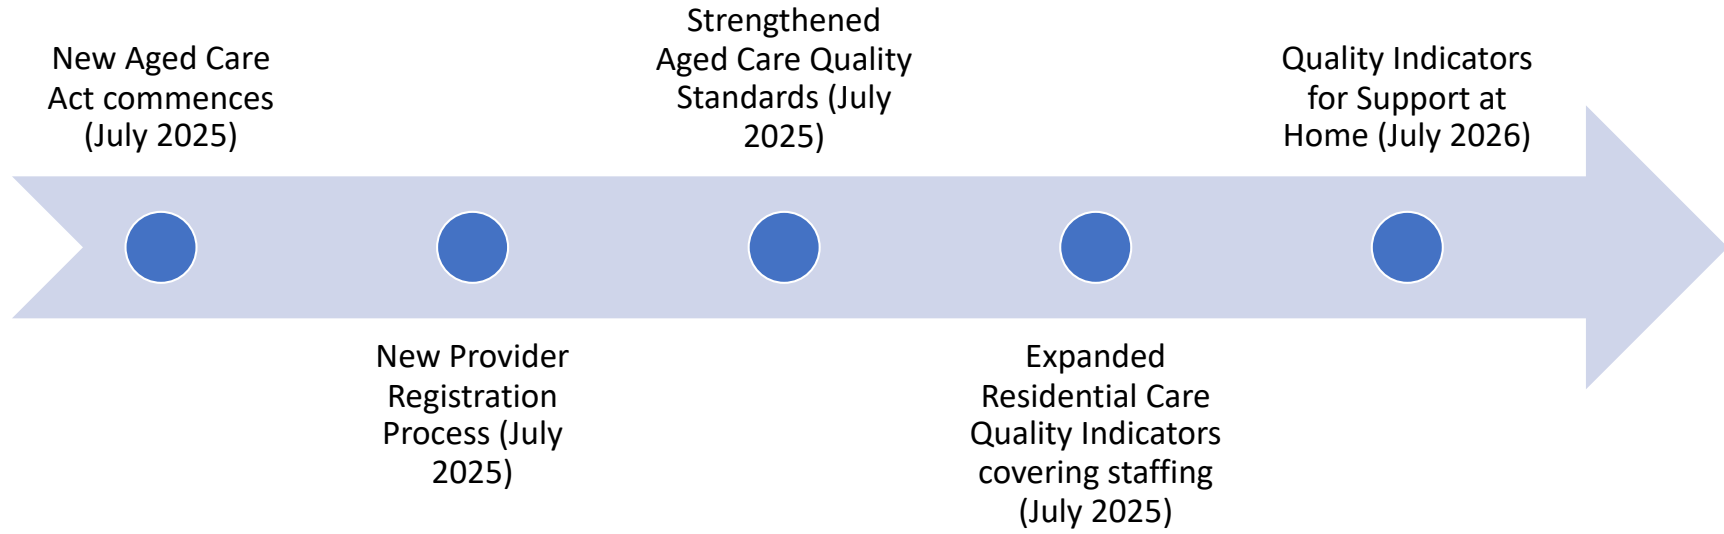 New Aged Care
Act commences
(July 2025)
New Provider
Registration
Process (July
2025)
Strengthened
Aged Care Quality
Standards (July
2025)
Expanded
Residential Care
Quality Indicators
covering staffing
(July 2025)
Quality Indicators
for Support at
Home (July 2026)